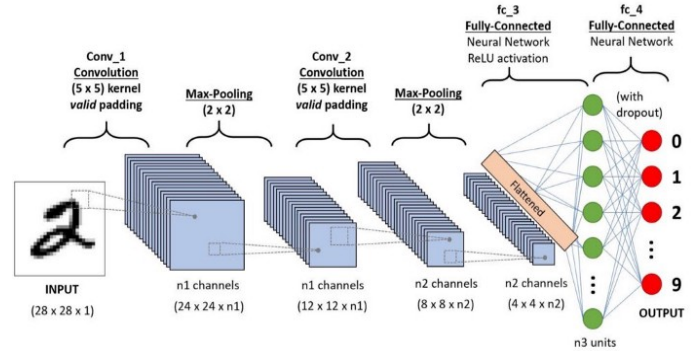 Conv_1
Convolution
(5 x 5) kernel
valid padding
Max-Pooling
(2 x 2)
Conv_2
Convolution
(5 x 5) kernel
valid padding
Max-Pooling
(2 x 2)
fc_3
Fully-Connected
Neural Network
ReLU activation
fc_4
Fully-Connected
Neural Network
(with
dropout)
2
INPUT
(28 x 28 x 1)
n1 channels
(24 x 24 x n1)
n1 channels
(12 x 12 x n1)
n2 channels
(8 x 8 x n2)
n2 channels
(4 x 4 x n2)
Flattened
n3 units
0
1
2
9
OUTPUT